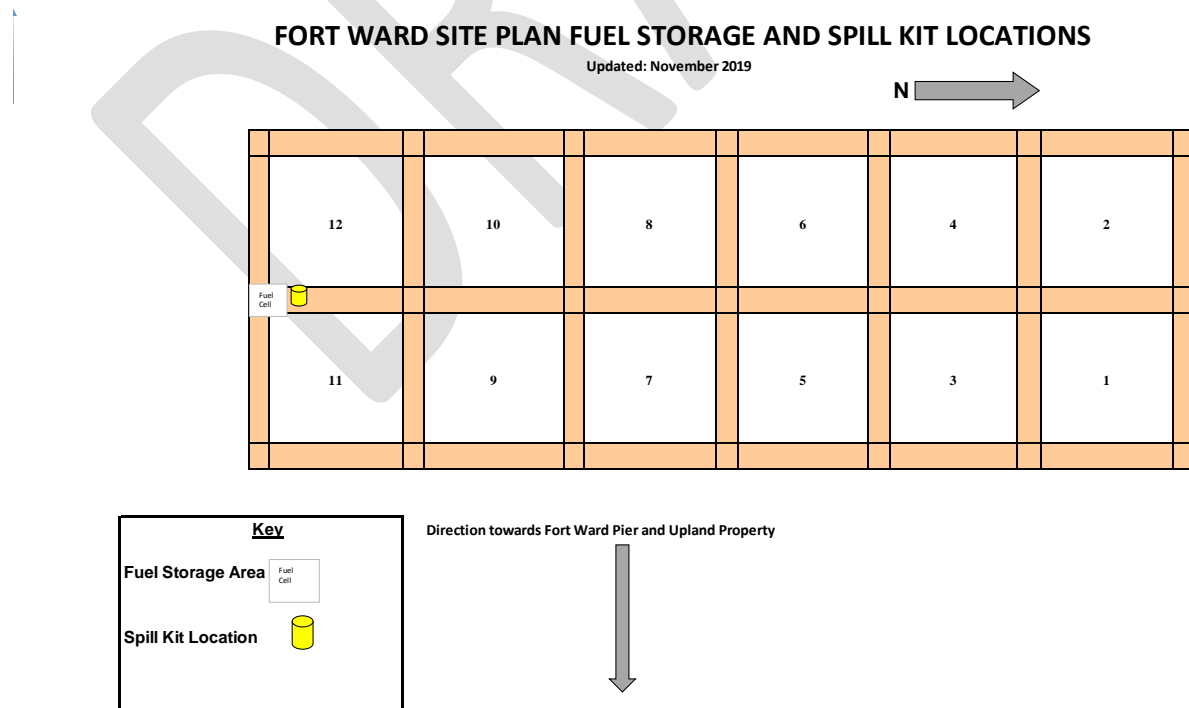 FORT WARD SITE PLAN FUEL STORAGE AND SPILL KIT LOCATIONS
Updated: November 2019
N
12 10 8 6 4 2
Fuel
Cell
11 9 7 5 3 1
Key
Direction towards Fort Ward Pier and Upland Property
Fuel Storage Area
Fuel
Cell
Spill Kit Location